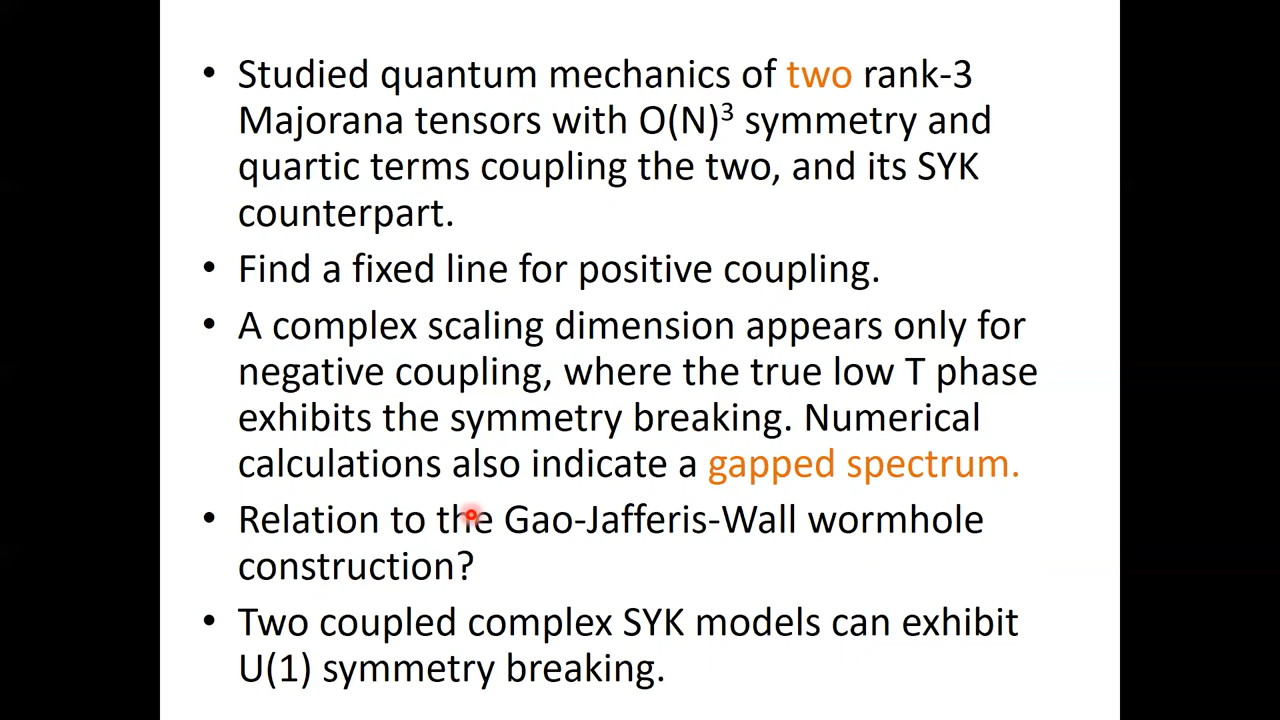 • Studied quantum mechanics of two rank-3
Majorana tensors with O(N)³ symmetry and
quartic terms coupling the two, and its SYK
counterpart.
• Find a fixed line for positive coupling.
• A complex scaling dimension appears only for
negative coupling, where the true low T phase
exhibits the symmetry breaking. Numerical
calculations also indicate a gapped spectrum.
• Relation to the Gao-Jafferis-Wall wormhole
construction?
• Two coupled complex SYK models can exhibit
U(1) symmetry breaking.